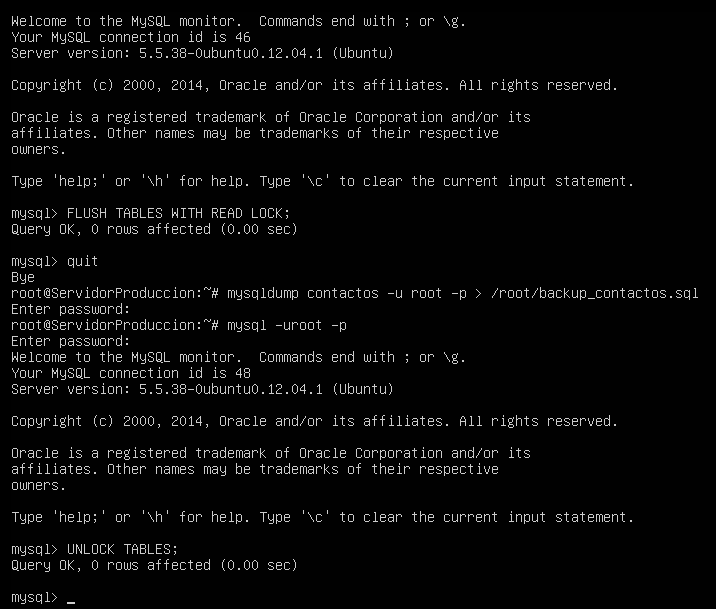 Welcome to the MySQL monitor.  Commands end with ; or \g.
Your MySQL connection id is 46
Server version: 5.5.38-0ubuntu0.12.04.1 (Ubuntu)
Copyright (c) 2000, 2014, Oracle and/or its affiliates. All rights reserved.
Oracle is a registered trademark of Oracle Corporation and/or its
affiliates. Other names may be trademarks of their respective
owners.
Type 'help;' or '\h' for help. Type '\c' to clear the current input statement.
mysql> FLUSH TABLES WITH READ LOCK;
Query OK, 0 rows affected (0.00 sec)
mysql> quit
Bye
root@ServidorProduccion:~# mysqldump contactos -u root -p > /root/backup_contactos.sql
Enter password:
root@ServidorProduccion:~# mysql -uroot -p
Enter password:
Welcome to the MySQL monitor.  Commands end with ; or \g.
Your MySQL connection id is 48
Server version: 5.5.38-0ubuntu0.12.04.1 (Ubuntu)
Copyright (c) 2000, 2014, Oracle and/or its affiliates. All rights reserved.
Oracle is a registered trademark of Oracle Corporation and/or its
affiliates. Other names may be trademarks of their respective
owners.
Type 'help;' or '\h' for help. Type '\c' to clear the current input statement.
mysql> UNLOCK TABLES;
Query OK, 0 rows affected (0.00 sec)
mysql> _